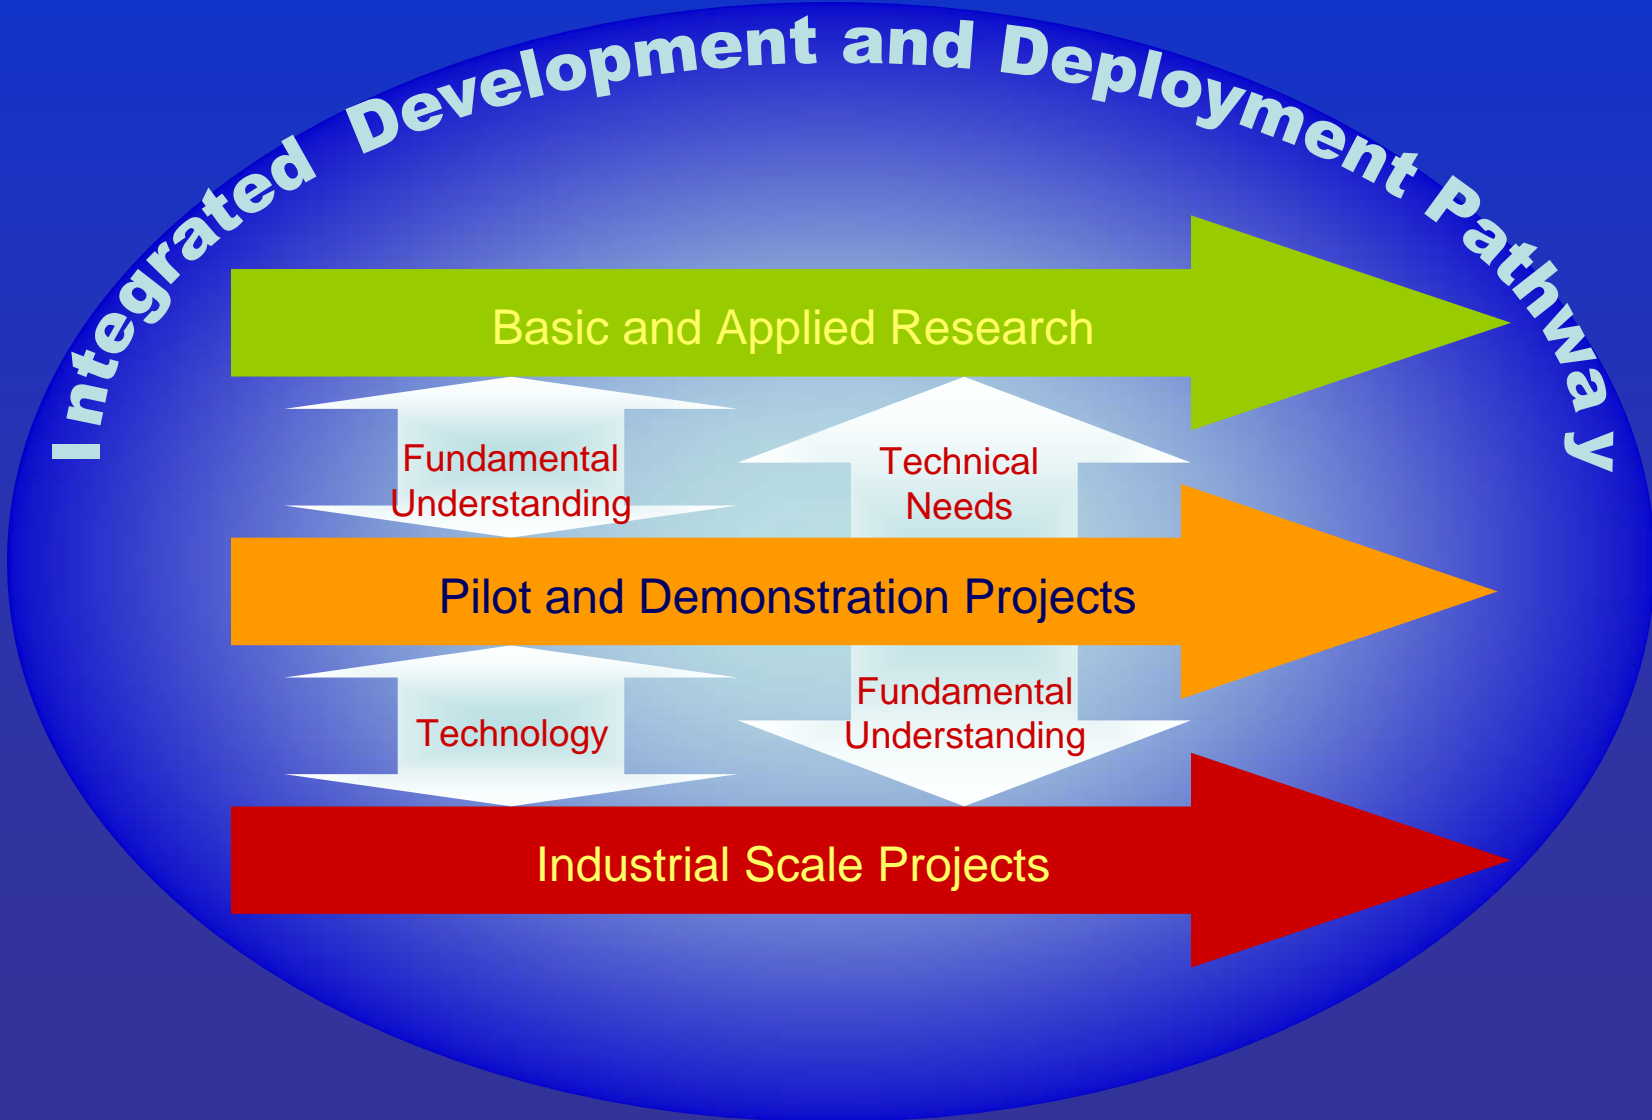 Integrated Development and Deployment Pathway
Basic and Applied Research
Fundamental
Understanding
Technical
Needs
Pilot and Demonstration Projects
Technology
Fundamental
Understanding
Industrial Scale Projects